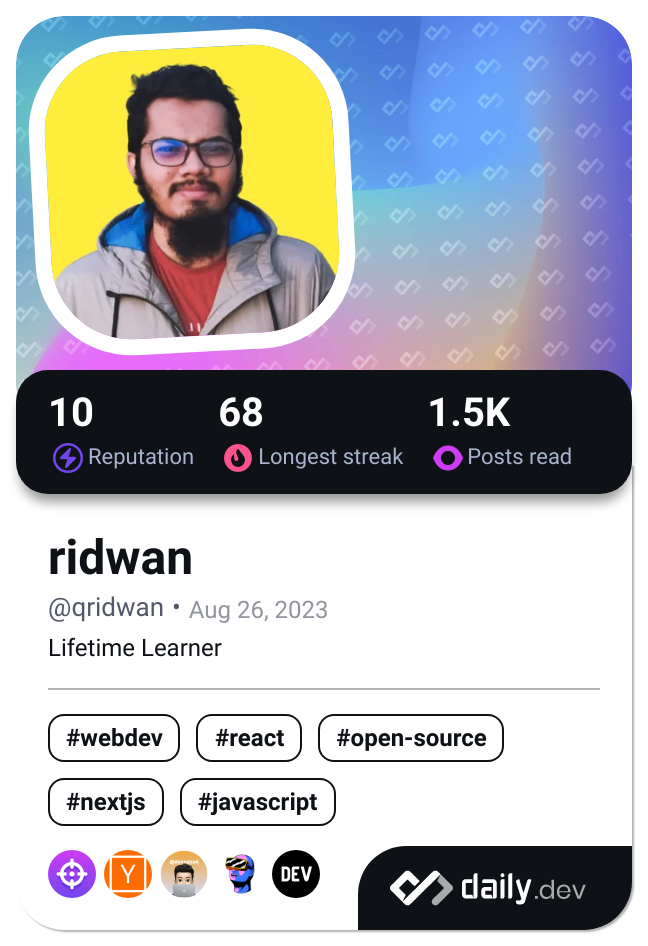 10 68 1.5K
Reputation Longest streak Posts read
ridwan
@qridwan • Aug 26, 2023
Lifetime Learner
#webdev #react #open-source
#nextjs #javascript
Y DEV
daily.dev